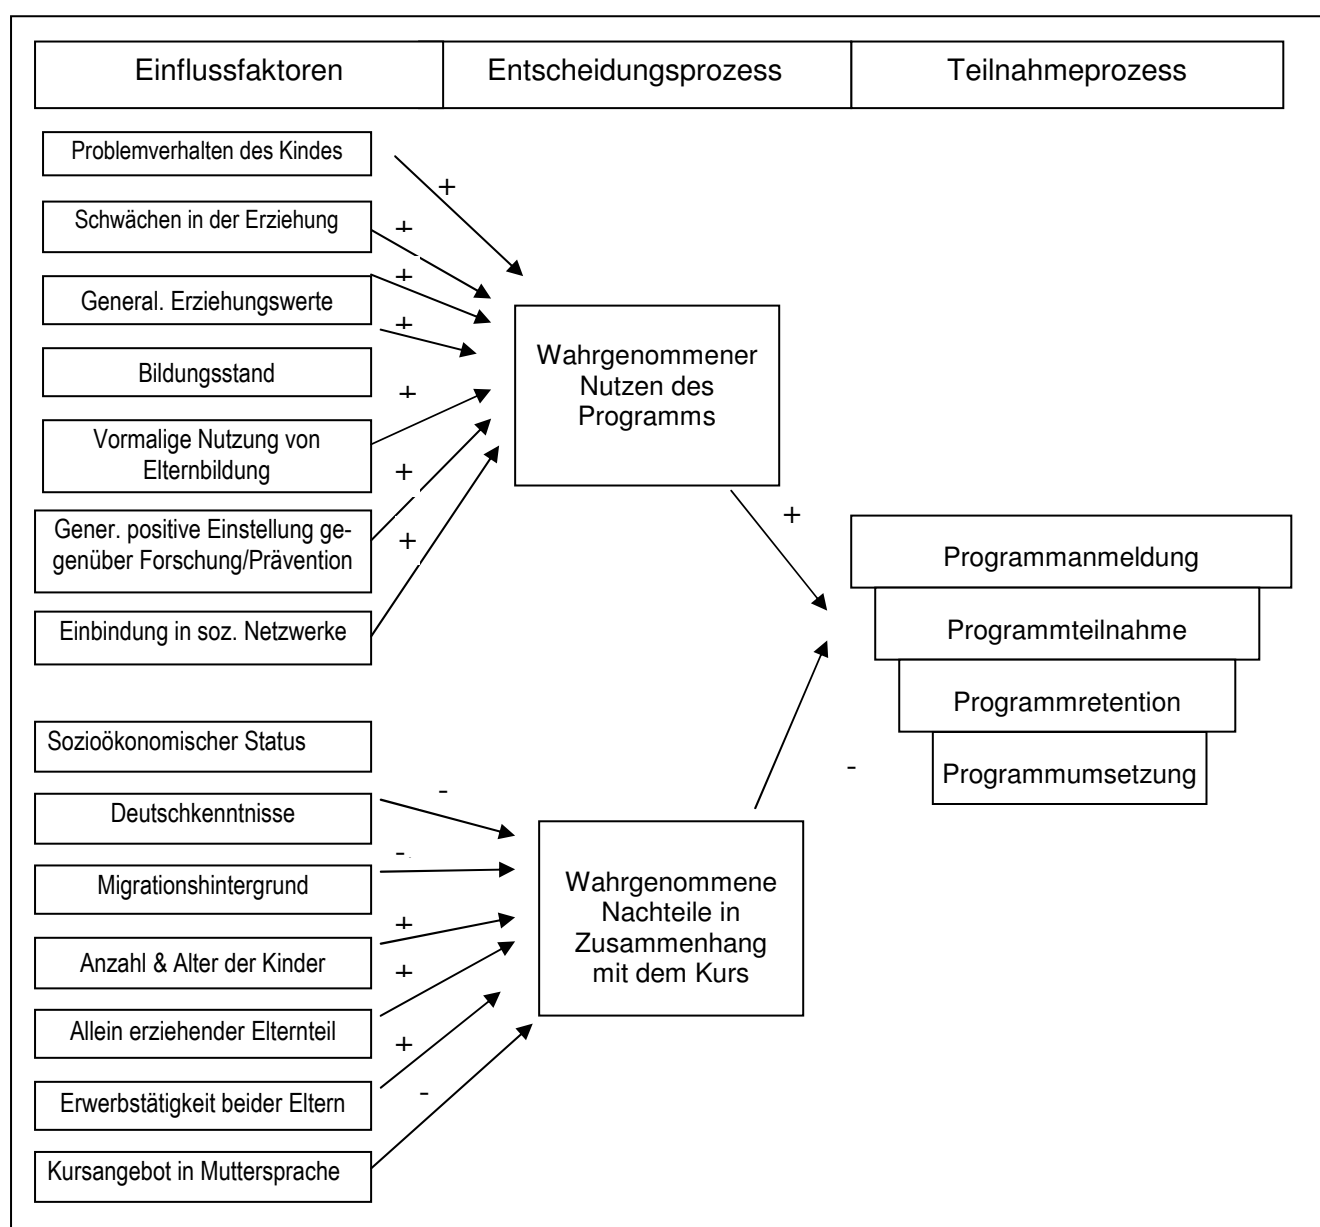 Einflussfaktoren
Entscheidungsprozess
Teilnahmeprozess
Problemverhalten des Kindes
+
Schwächen in der Erziehung
+
+
General. Erziehungswerte
+
Bildungsstand
+
Vormalige Nutzung von
Elternbildung
+
Gener. positive Einstellung ge-
genüber Forschung/Prävention
+
Einbindung in soz. Netzwerke
Wahrgenommener
Nutzen des
Programms
+
Programmanmeldung
Programmteilnahme
Programmretention
Programmumsetzung
-
Sozioökonomischer Status
-
Deutschkenntnisse
-
Migrationshintergrund
+
Anzahl & Alter der Kinder
+
Allein erziehender Elternteil
+
Erwerbstätigkeit beider Eltern
-
Kursangebot in Muttersprache
Wahrgenommene
Nachteile in
Zusammenhang
mit dem Kurs